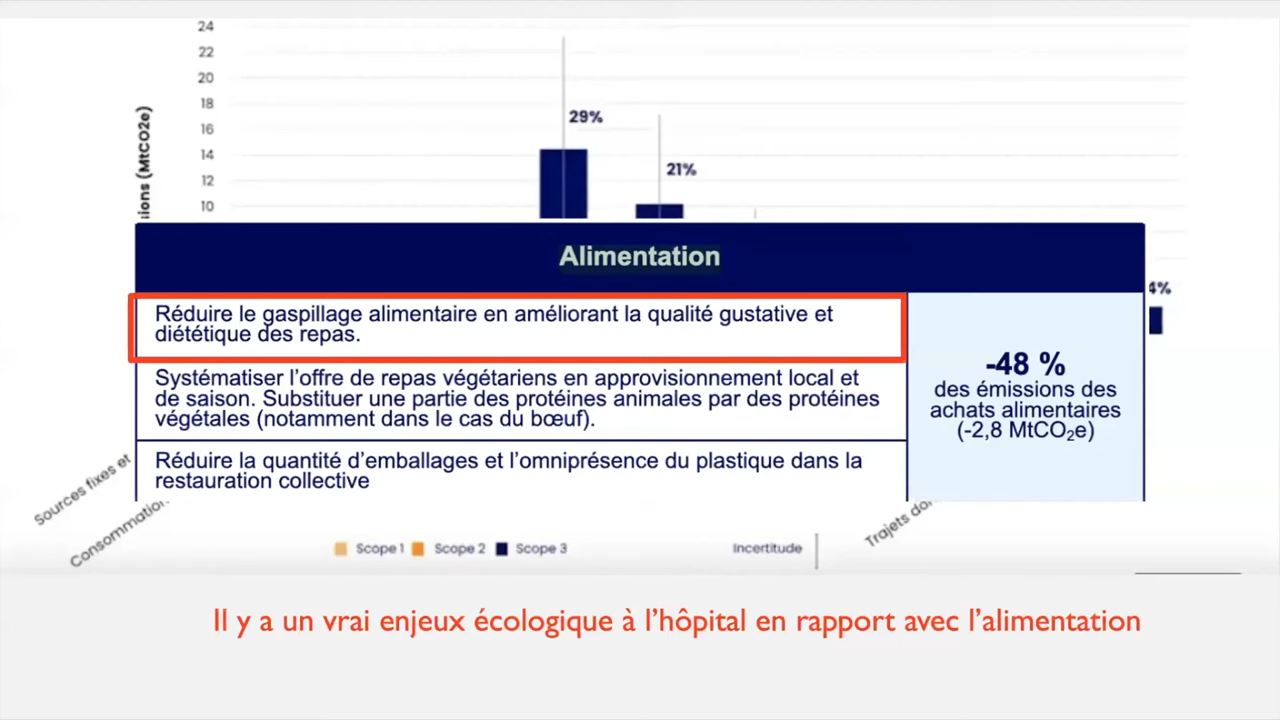 24
22
20
18
16
14
12
10
(MtCO2e)
29%
21%
4%
Alimentation
Réduire le gaspillage alimentaire en améliorant la qualité gustative et
diététique des repas.
Systématiser l’offre de repas végétariens en approvisionnement local et
de saison. Substituer une partie des protéines animales par des protéines
végétales (notamment dans le cas du bœuf).
Réduire la quantité d’emballages et l’omniprésence du plastique dans la
restauration collective
-48 %
des émissions des
achats alimentaires
(-2,8 MtCO₂e)
Sources fixes et
Consommation
Trajets do
Scope 1
Scope 2
Scope 3
Incertitude
Il y a un vrai enjeux écologique à l’hôpital en rapport avec l’alimentation